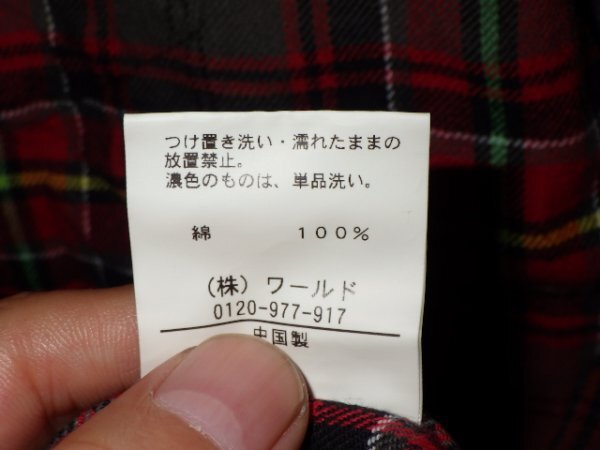 つけ置き洗い・濡れたままの
放置禁止。
濃色のものは、単品洗い。
綿 １００％
（株）ワールド
0120-977-917
中国製